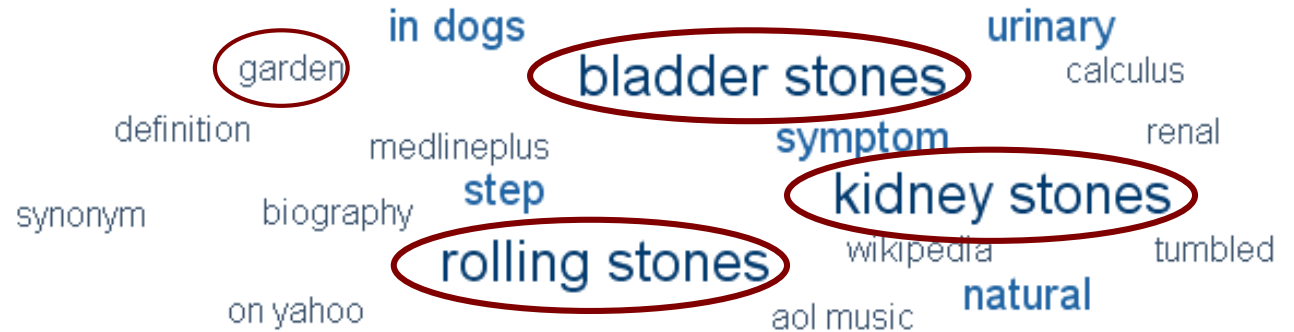 in dogs
urinary
garden
bladder stones
calculus
definition
medlineplus
symptom
renal
step
kidney stones
synonym
biography
rolling stones
wikipedia
tumbled
on yahoo
aol music
natural